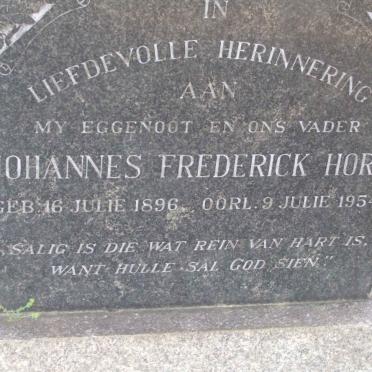 IN
LIEFDEVOLLE HERINNERING
AAN
MY EGGENOOT EN ONS VADER
JOHANNES FREDERICK HOR
GEB. 16 JULIE 1896. OORL. 9 JULIE 195
"SALIG IS DIE WAT REIN VAN HART IS,
WANT HULLE SAL GOD SIEN."